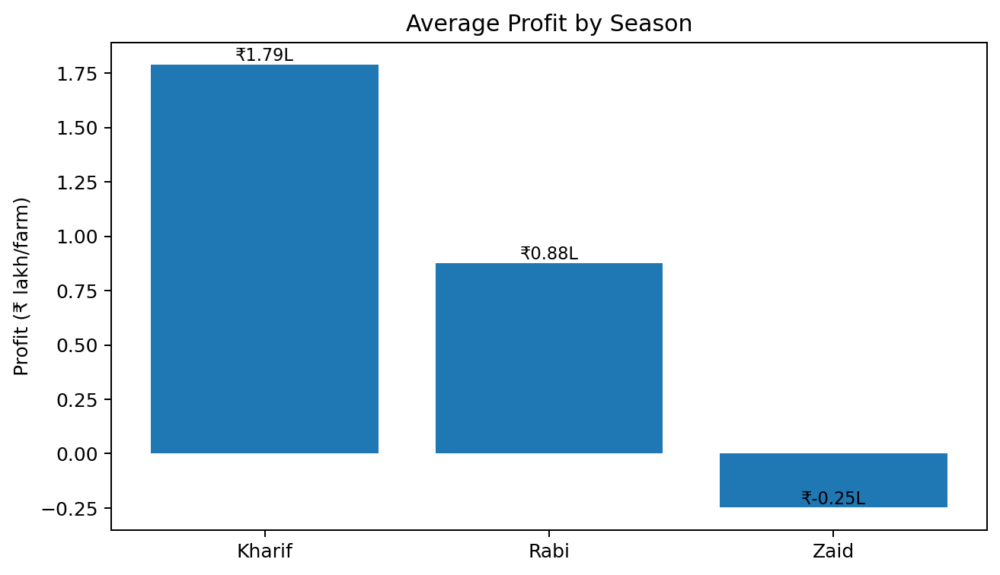 Average Profit by Season
Profit (₹ lakh/farm)
1.75
1.50
1.25
1.00
0.75
0.50
0.25
0.00
−0.25
₹1.79L
₹0.88L
₹-0.25L
Kharif
Rabi
Zaid